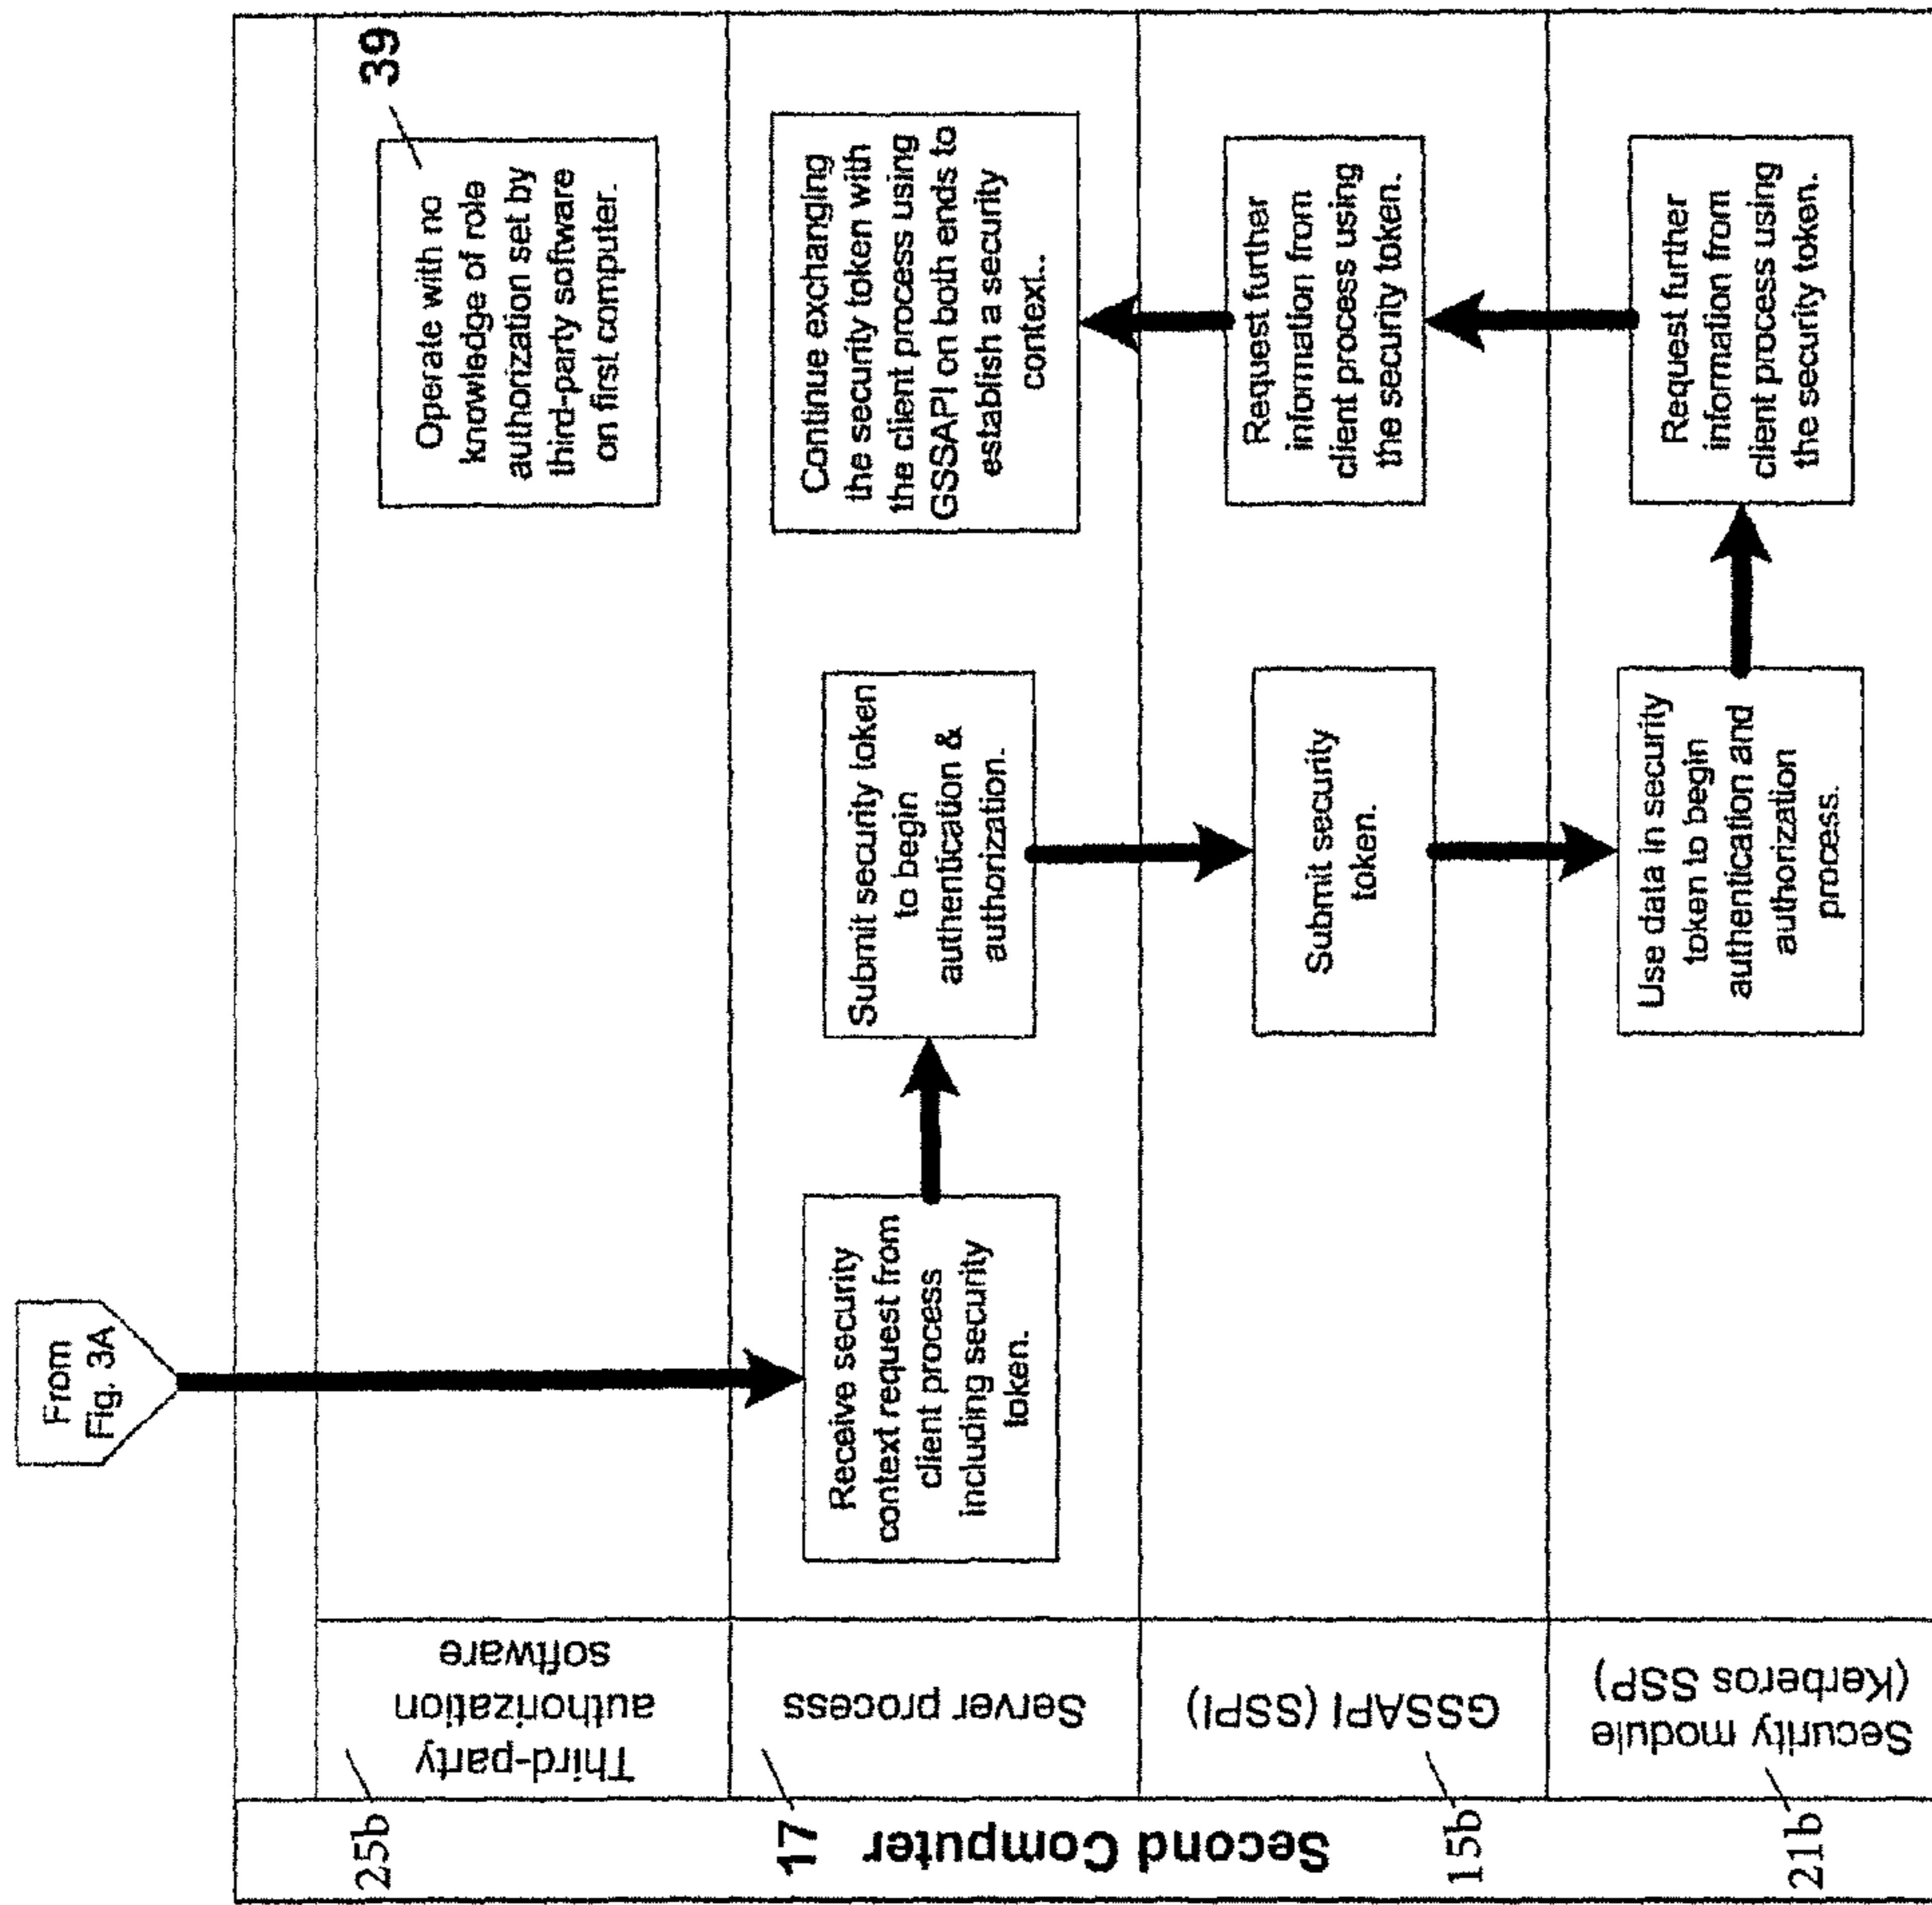 From
Fig. 3A
Second Computer
25b
Third-party
authorization
software
Operate with no
knowledge of role
authorization set by
third-party software
on first computer.
39
17
Server process
Receive security
context request from
client process
including security
token.
Submit security token
to begin
authentication &
authorization.
Continue exchanging
the security token with
the client process using
GSSAPI on both ends to
establish a security
context..
15b
GSSAPI (SSPI)
Submit security
token.
Request further
information from
client process using
the security token.
21b
Security module
(Kerberos SSP)
Use data in security
token to begin
authentication and
authorization
process.
Request further
information from
client process using
the security token.